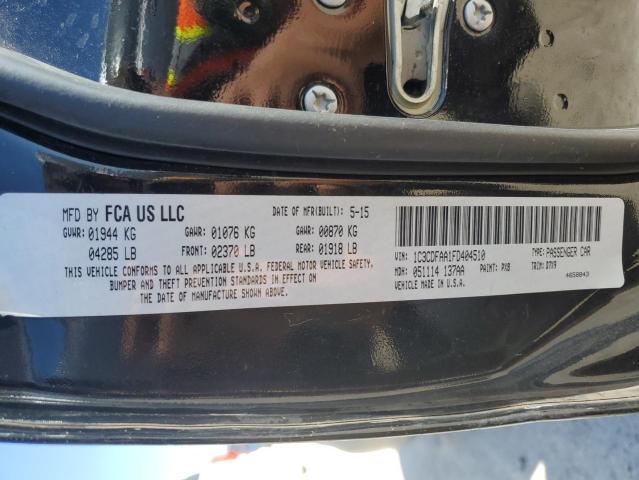 MFD BY FCA US LLC
DATE OF MFR(BUILT): 5-15
GVWR: 01944 KG GAWR: 01076 KG GAWR: 00870 KG
04285 LB FRONT: 02370 LB REAR: 01918 LB
THIS VEHICLE CONFORMS TO ALL APPLICABLE U.S.A. FEDERAL MOTOR VEHICLE SAFETY,
BUMPER AND THEFT PREVENTION STANDARDS IN EFFECT ON
THE DATE OF MANUFACTURE SHOWN ABOVE.
VIN: 1C3CDFAA1FD404510 TYPE: PASSENGER CAR
MDH: 051114 137AA PAINT: PX8 TRIM: D7X9
VEHICLE MADE IN U.S.A. 4658843